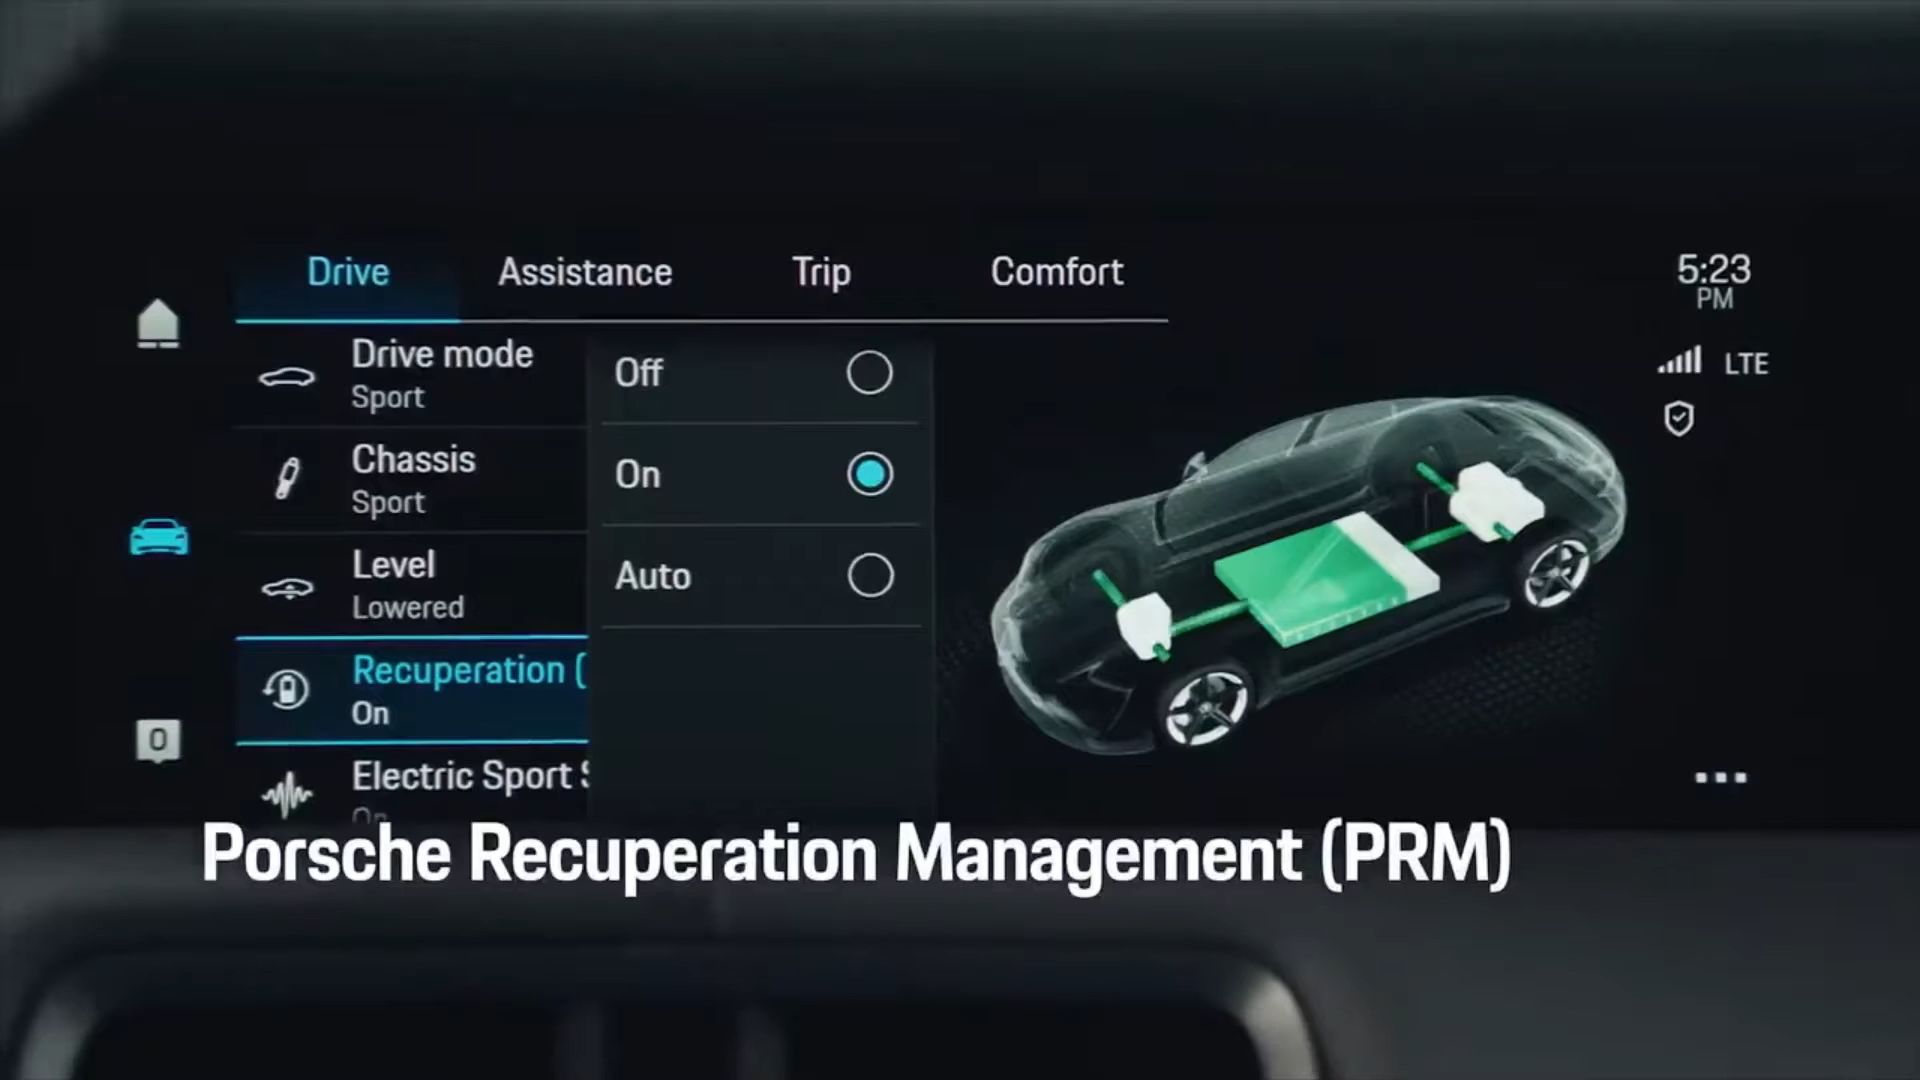 Drive Assistance Trip Comfort
5:23
PM
LTE
Drive mode
Sport
Chassis
Sport
Level
Lowered
Recuperation (
On
Electric Sport
On
Off
On
Auto
0
Porsche Recuperation Management (PRM)